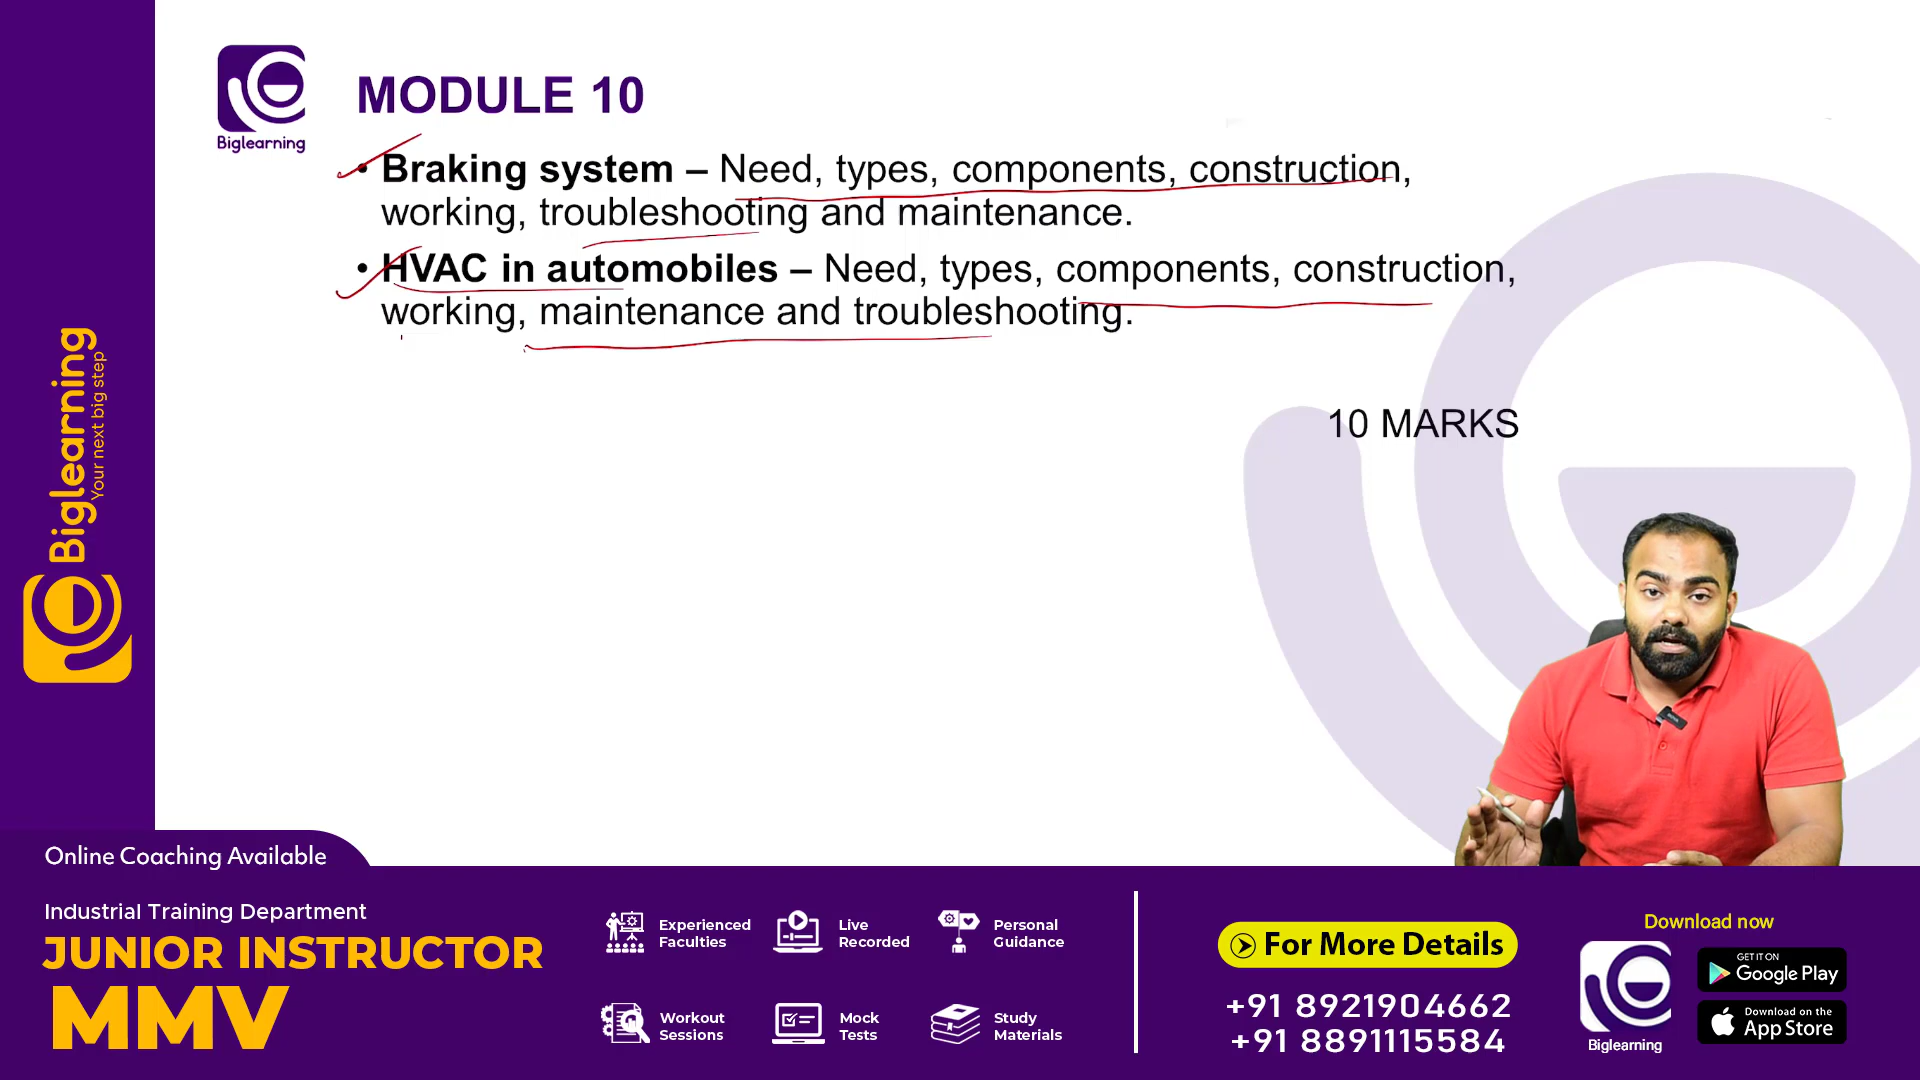 Biglearning
MODULE 10
• Braking system – Need, types, components, construction,
working, troubleshooting and maintenance.
• HVAC in automobiles – Need, types, components, construction,
working, maintenance and troubleshooting.
10 MARKS
Biglearning
Your next big step
Online Coaching Available
Industrial Training Department
JUNIOR INSTRUCTOR
MMV
Experienced
Faculties
Live
Recorded
Personal
Guidance
Workout
Sessions
Mock
Tests
Study
Materials
For More Details
+91 8921904662
+91 8891115584
Download now
Biglearning
GET IT ON
Google Play
Download on the
App Store